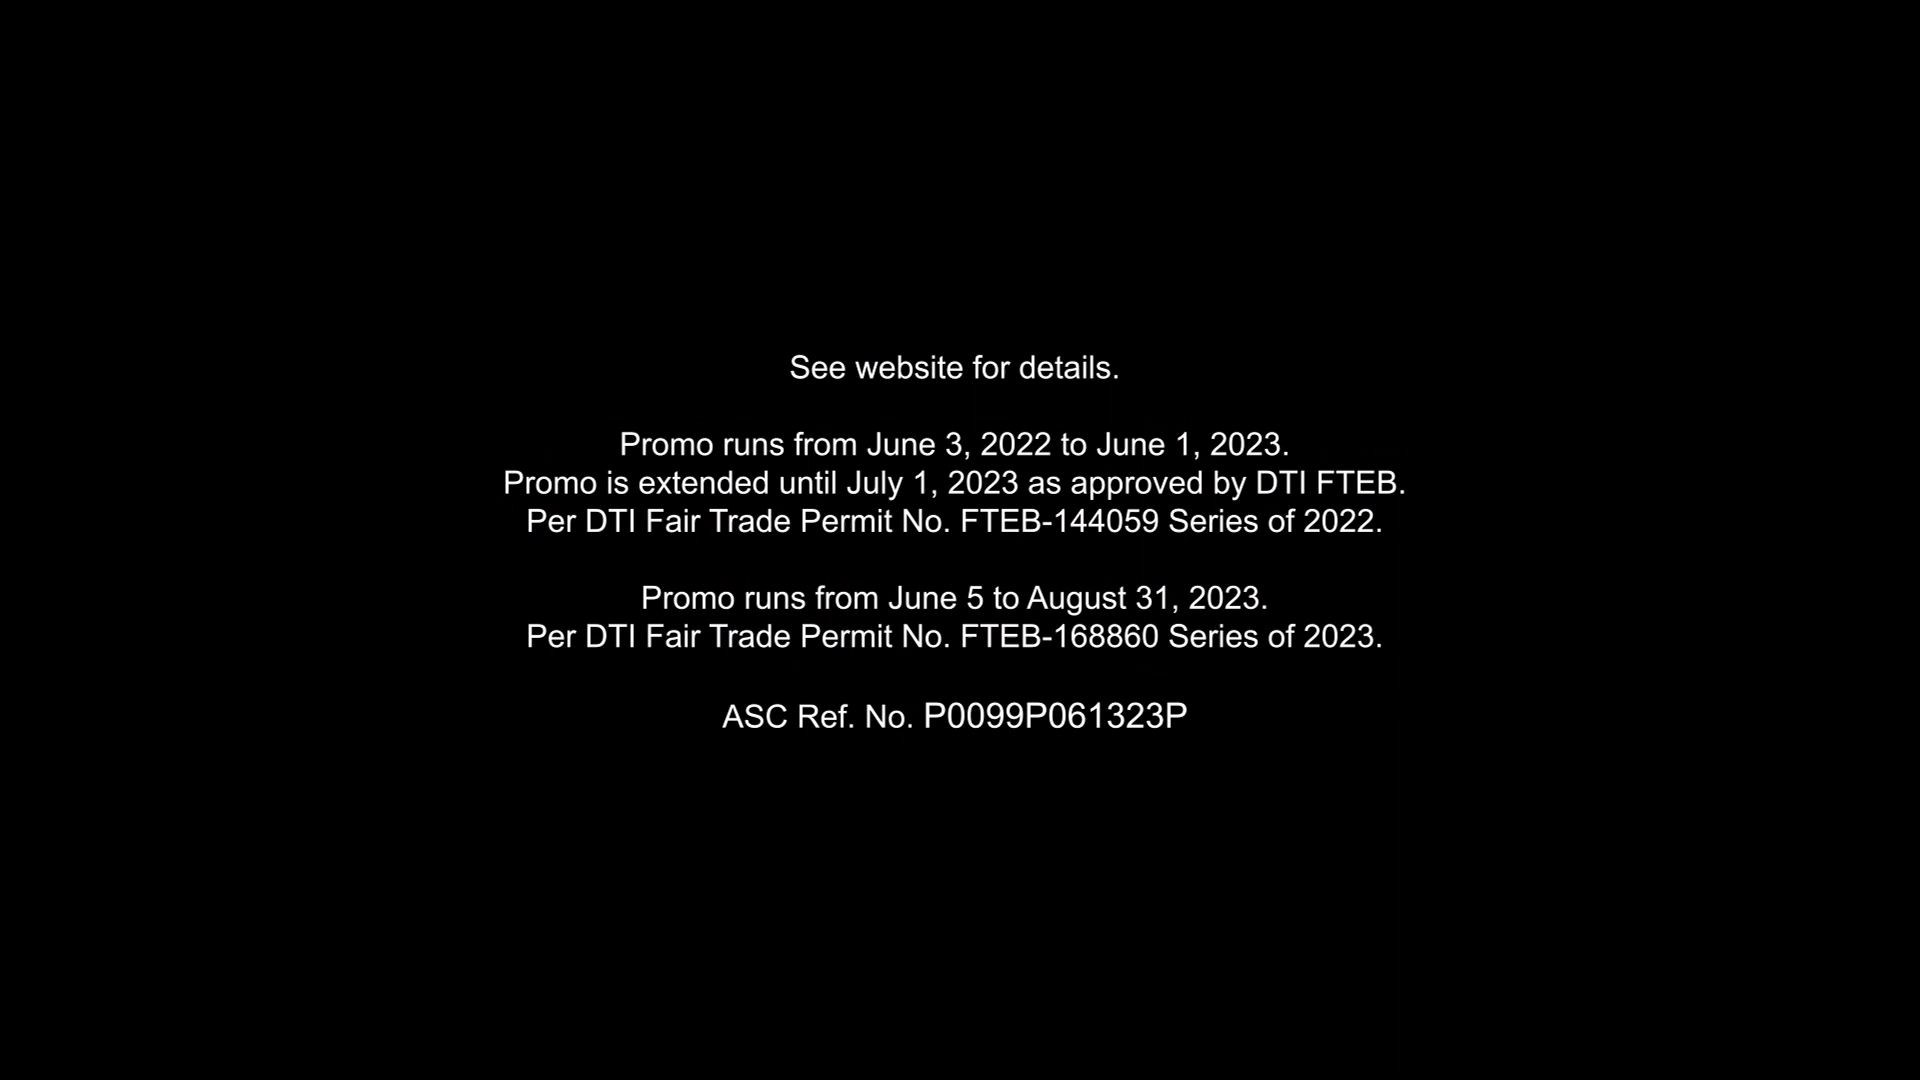 See website for details.
Promo runs from June 3, 2022 to June 1, 2023.
Promo is extended until July 1, 2023 as approved by DTI FTEB.
Per DTI Fair Trade Permit No. FTEB-144059 Series of 2022.
Promo runs from June 5 to August 31, 2023.
Per DTI Fair Trade Permit No. FTEB-168860 Series of 2023.
ASC Ref. No. P0099P061323P